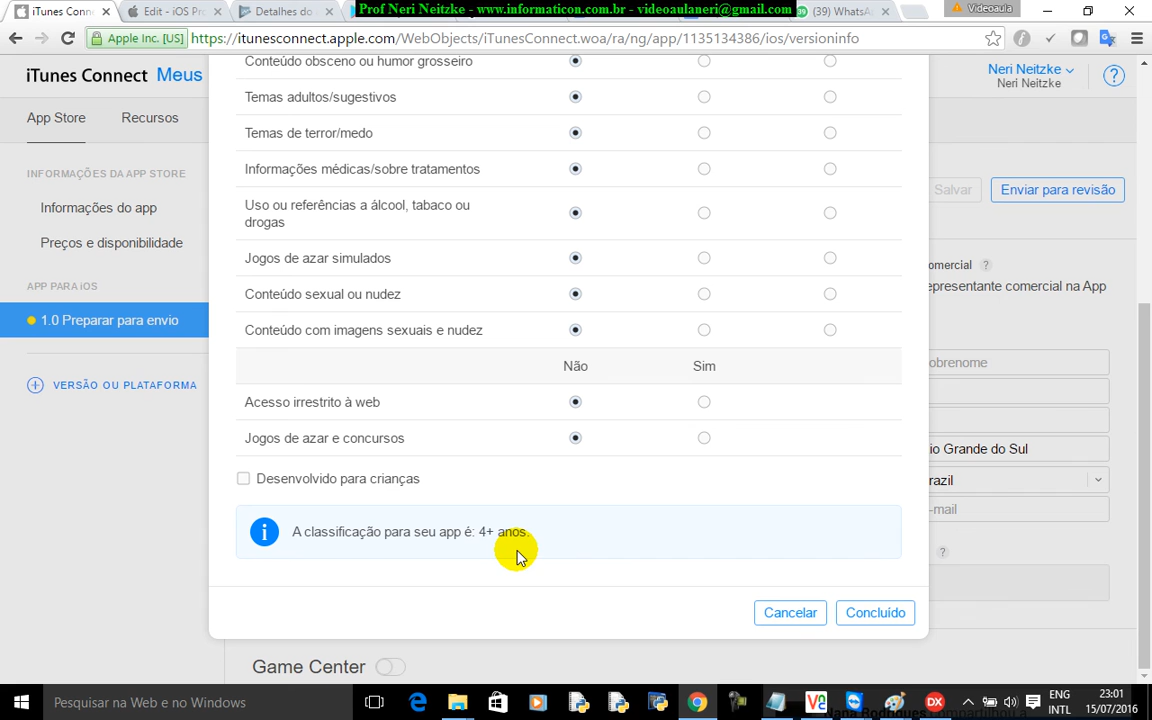 Prof Neri Neitzke - www.informaticon.com.br - videoaulaneri@gmail.com
iTunes Conn
Edit - iOS Pr
Detalhes do
(39) WhatsA
Videoaula
Apple Inc. [US]
https://itunesconnect.apple.com/WebObjects/iTunesConnect.woa/ra/ng/app/1135134386/ios/versioninfo
iTunes Connect
Meus
Neri Neitzke
Neri Neitzke
?
App Store
Recursos
INFORMAÇÕES DA APP STORE
Informações do app
Preços e disponibilidade
APP PARA iOS
1.0 Preparar para envio
VERSÃO OU PLATAFORMA
Conteúdo obsceno ou humor grosseiro
Temas adultos/sugestivos
Temas de terror/medo
Informações médicas/sobre tratamentos
Uso ou referências a álcool, tabaco ou
drogas
Jogos de azar simulados
Conteúdo sexual ou nudez
Conteúdo com imagens sexuais e nudez
Não
Sim
Acesso irrestrito à web
Jogos de azar e concursos
Desenvolvido para crianças
i
A classificação para seu app é: 4+ anos.
Cancelar
Concluído
Salvar
Enviar para revisão
omercial ?
epresentante comercial na App
obrenome
io Grande do Sul
razil
-mail
?
Game Center
Pesquisar na Web e no Windows
ENG
INTL
23:01
15/07/2016